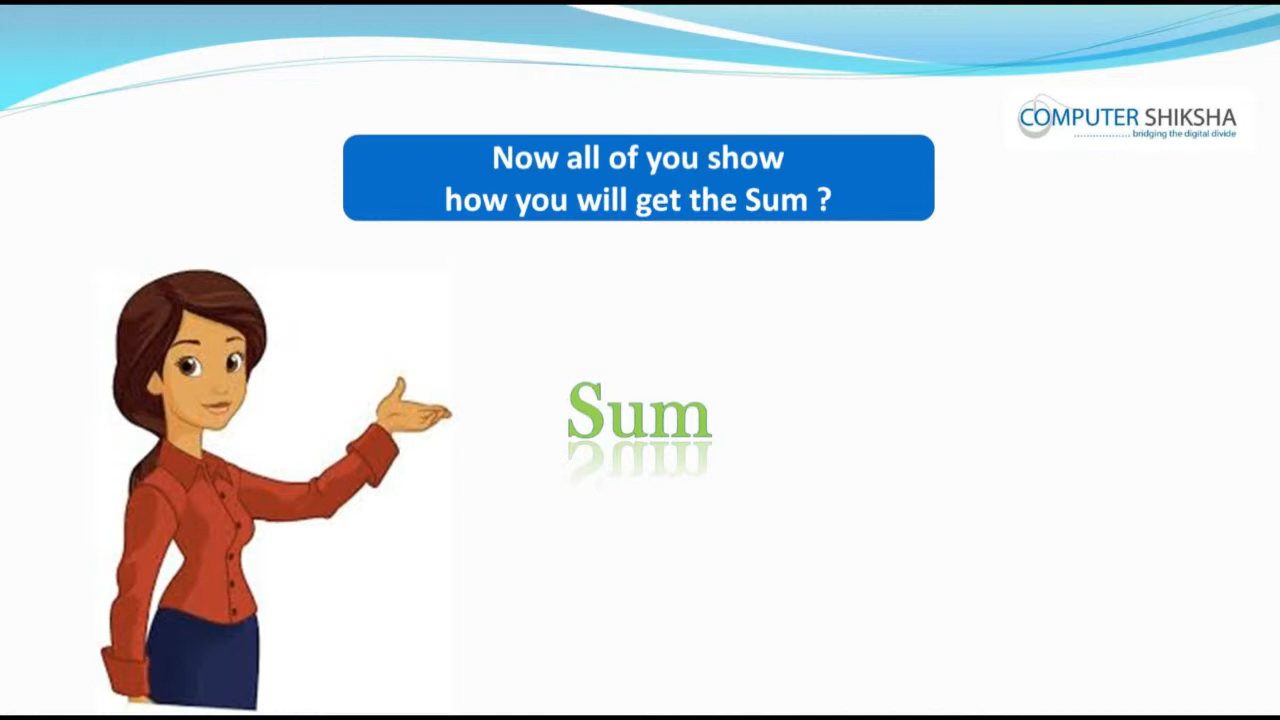 COMPUTER SHIKSHA
bridging the digital divide
Now all of you show
how you will get the Sum ?
Sum